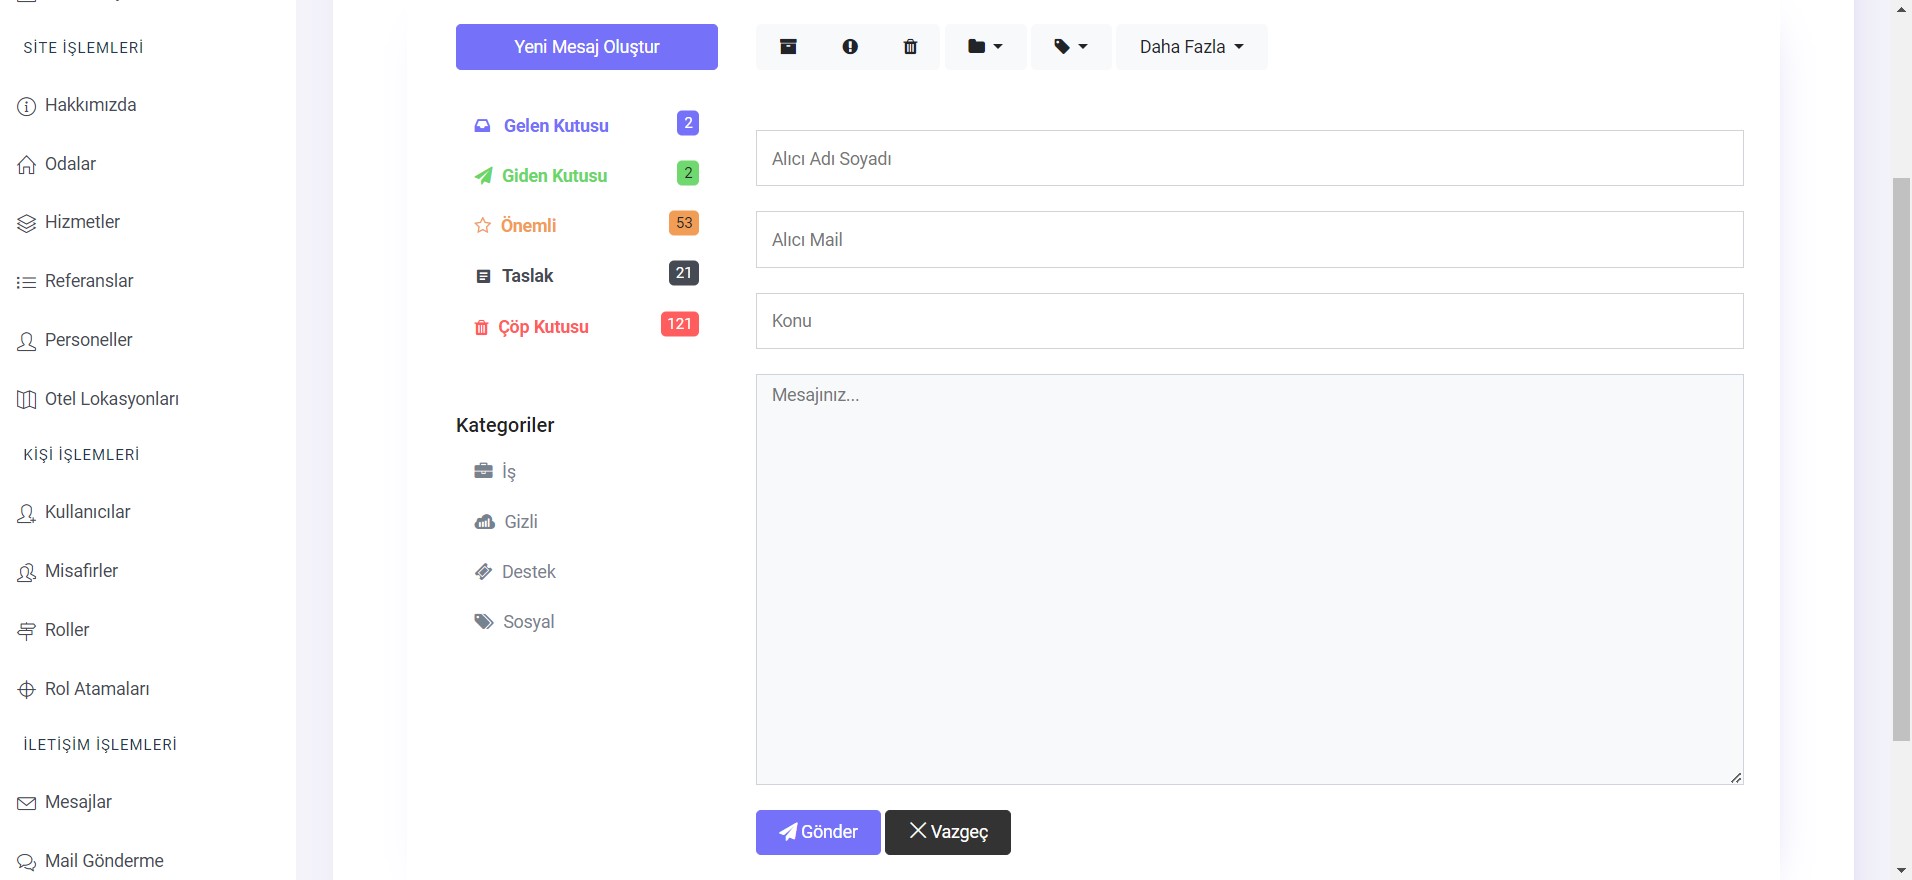 SİTE İŞLEMLERİ
Hakkımızda
Odalar
Hizmetler
Referanslar
Personeller
Otel Lokasyonları
KİŞİ İŞLEMLERİ
Kullanıcılar
Misafirler
Roller
Rol Atamaları
İLETİŞİM İŞLEMLERİ
Mesajlar
Mail Gönderme
Yeni Mesaj Oluştur
Gelen Kutusu 2
Giden Kutusu 2
Önemli 53
Taslak 21
Çöp Kutusu 121
Kategoriler
İş
Gizli
Destek
Sosyal
Daha Fazla
Alıcı Adı Soyadı
Alıcı Mail
Konu
Mesajınız...
Gönder Vazgeç